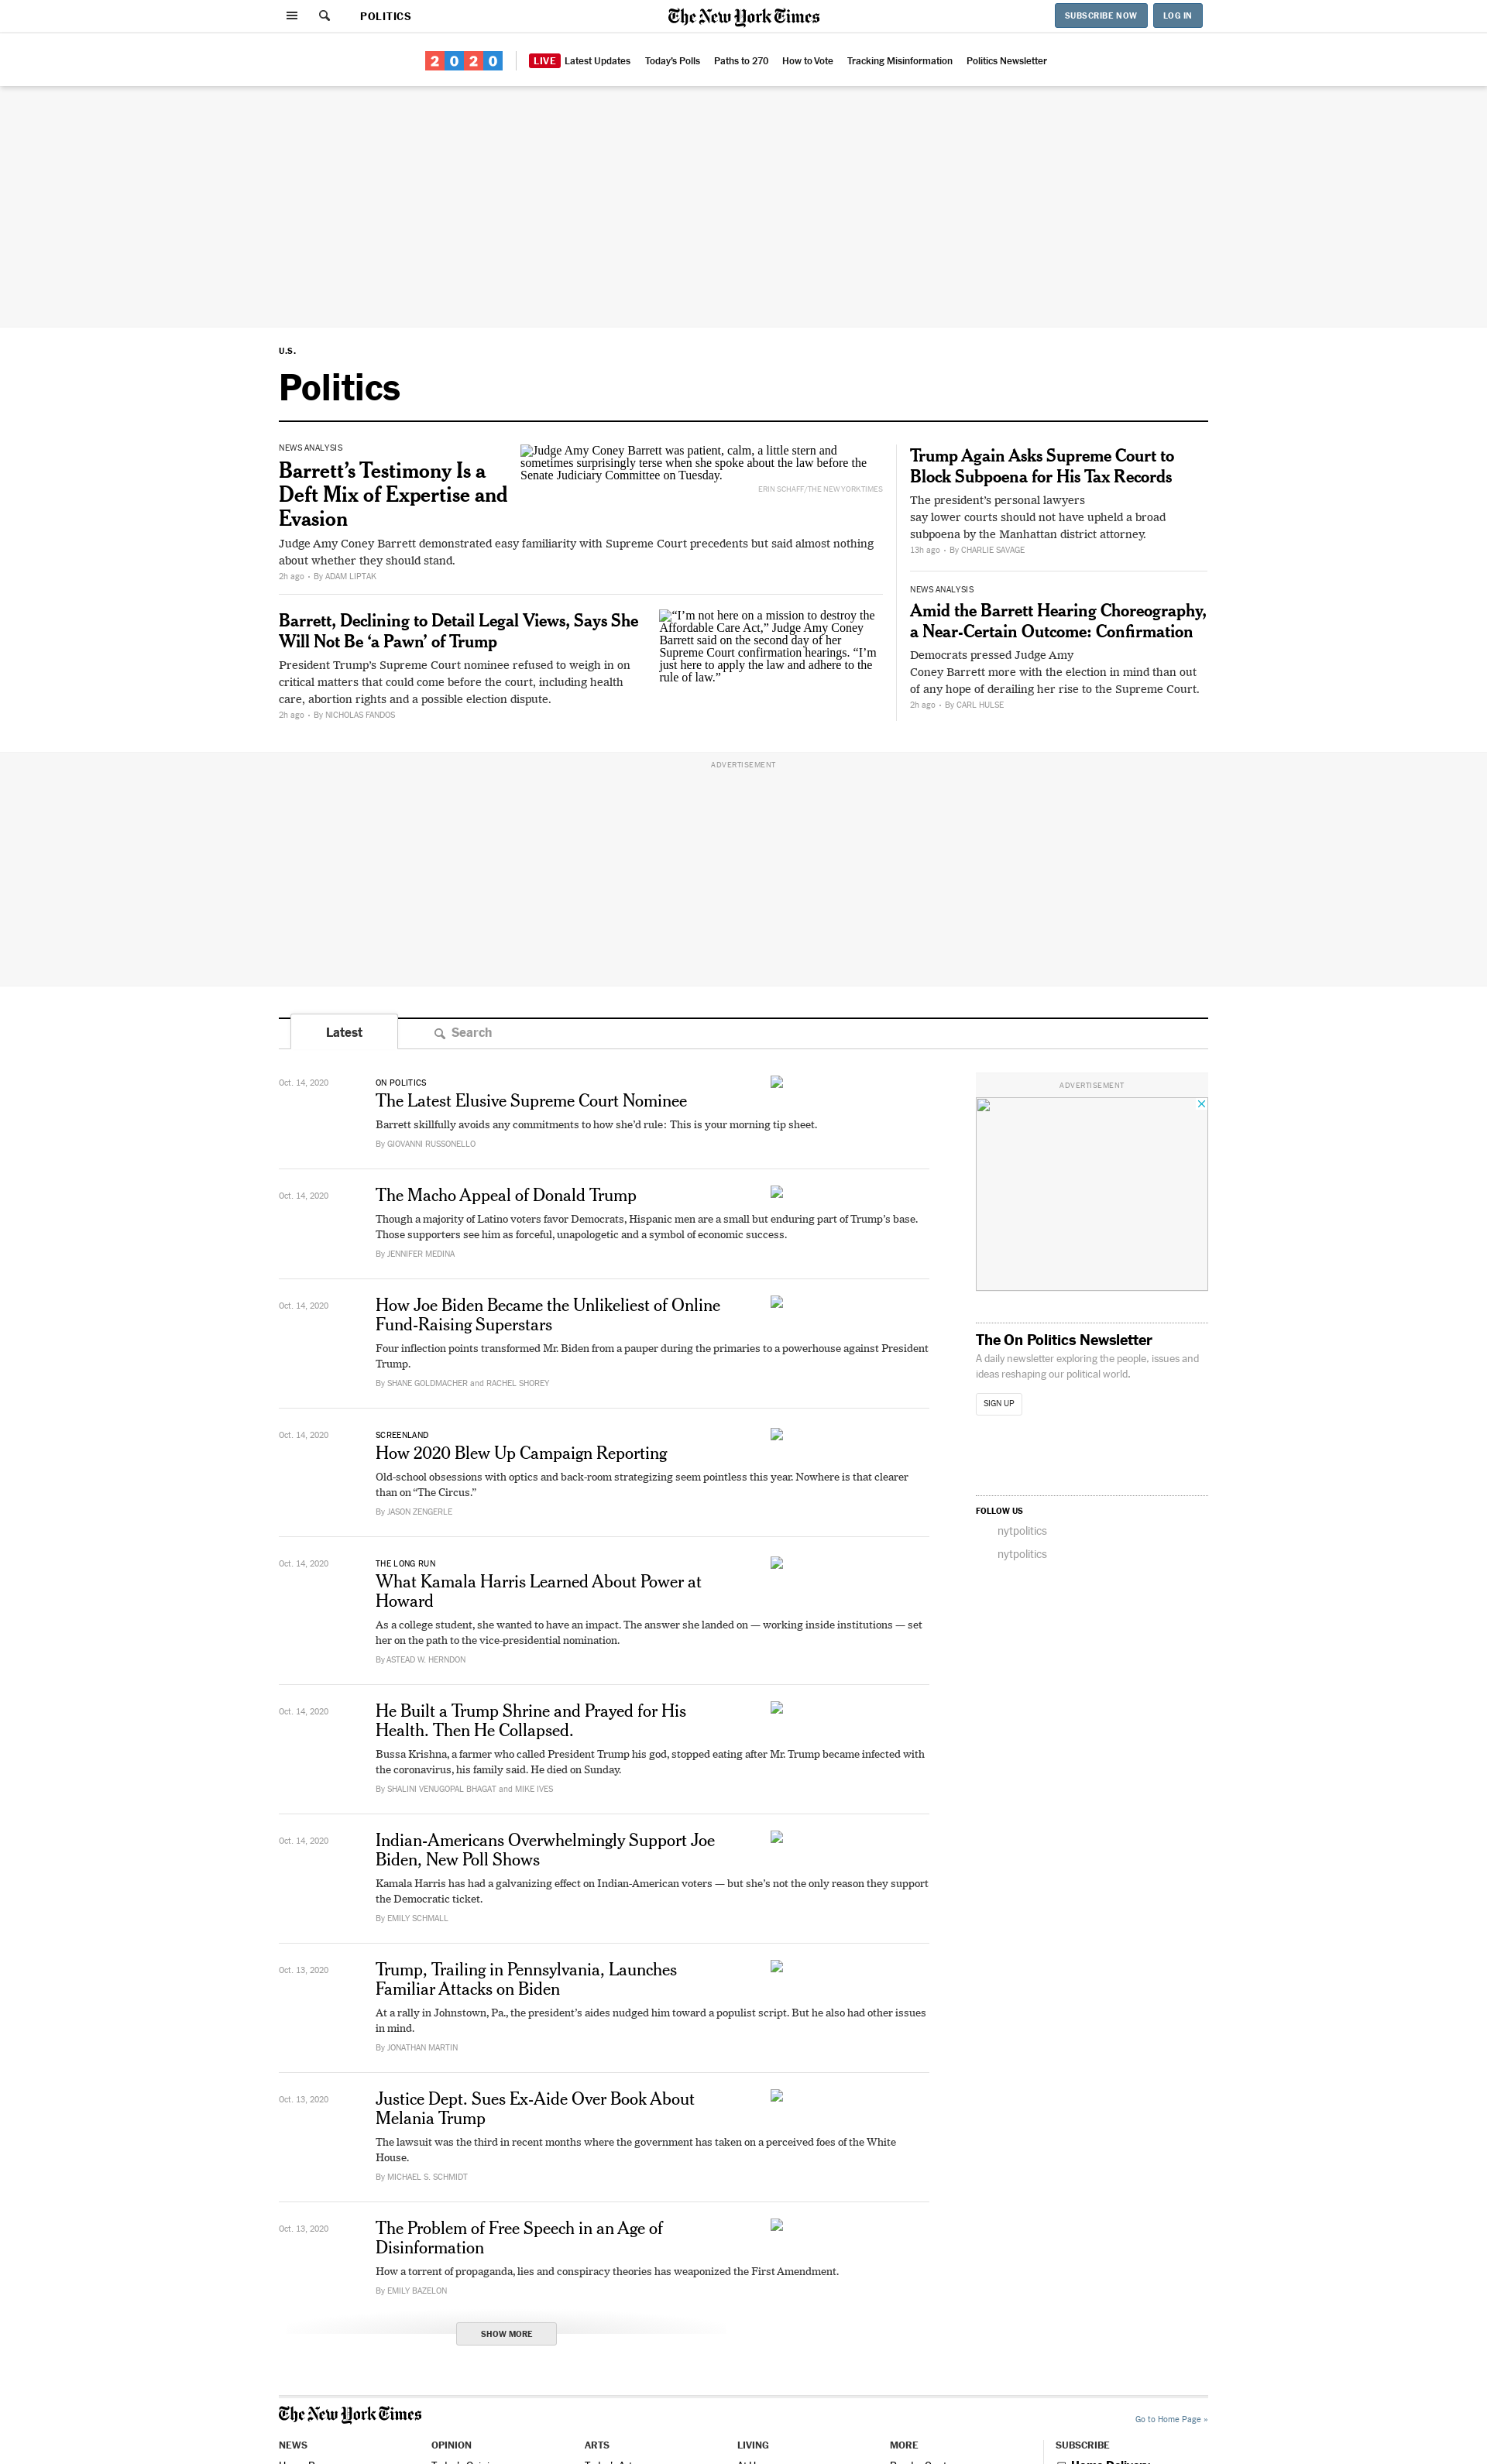 POLITICS
The New York Times
SUBSCRIBE NOW
LOG IN
2020
LIVE Latest Updates
Today's Polls
Paths to 270
How to Vote
Tracking Misinformation
Politics Newsletter
U.S.
Politics
NEWS ANALYSIS
Barrett’s Testimony Is a
Deft Mix of Expertise and
Evasion
Judge Amy Coney Barrett was patient, calm, a little stern and
sometimes surprisingly terse when she spoke about the law before the
Senate Judiciary Committee on Tuesday.
ERIN SCHAFF/THE NEW YORK TIMES
Judge Amy Coney Barrett demonstrated easy familiarity with Supreme Court precedents but said almost nothing
about whether they should stand.
2h ago • By ADAM LIPTAK
Barrett, Declining to Detail Legal Views, Says She
Will Not Be ‘a Pawn’ of Trump
President Trump’s Supreme Court nominee refused to weigh in on
critical matters that could come before the court, including health
care, abortion rights and a possible election dispute.
2h ago • By NICHOLAS FANDOS
“I’m not here on a mission to destroy the
Affordable Care Act,” Judge Amy Coney
Barrett said on the second day of her
Supreme Court confirmation hearings. “I’m
just here to apply the law and adhere to the
rule of law.”
Trump Again Asks Supreme Court to
Block Subpoena for His Tax Records
The president’s personal lawyers
say lower courts should not have upheld a broad
subpoena by the Manhattan district attorney.
13h ago • By CHARLIE SAVAGE
NEWS ANALYSIS
Amid the Barrett Hearing Choreography,
a Near-Certain Outcome: Confirmation
Democrats pressed Judge Amy
Coney Barrett more with the election in mind than out
of any hope of derailing her rise to the Supreme Court.
2h ago • By CARL HULSE
ADVERTISEMENT
Latest
Search
Oct. 14, 2020
ON POLITICS
The Latest Elusive Supreme Court Nominee
Barrett skillfully avoids any commitments to how she’d rule: This is your morning tip sheet.
By GIOVANNI RUSSONELLO
Oct. 14, 2020
The Macho Appeal of Donald Trump
Though a majority of Latino voters favor Democrats, Hispanic men are a small but enduring part of Trump’s base.
Those supporters see him as forceful, unapologetic and a symbol of economic success.
By JENNIFER MEDINA
Oct. 14, 2020
How Joe Biden Became the Unlikeliest of Online
Fund-Raising Superstars
Four inflection points transformed Mr. Biden from a pauper during the primaries to a powerhouse against President
Trump.
By SHANE GOLDMACHER and RACHEL SHOREY
Oct. 14, 2020
SCREENLAND
How 2020 Blew Up Campaign Reporting
Old-school obsessions with optics and back-room strategizing seem pointless this year. Nowhere is that clearer
than on “The Circus.”
By JASON ZENGERLE
Oct. 14, 2020
THE LONG RUN
What Kamala Harris Learned About Power at
Howard
As a college student, she wanted to have an impact. The answer she landed on — working inside institutions — set
her on the path to the vice-presidential nomination.
By ASTEAD W. HERNDON
Oct. 14, 2020
He Built a Trump Shrine and Prayed for His
Health. Then He Collapsed.
Bussa Krishna, a farmer who called President Trump his god, stopped eating after Mr. Trump became infected with
the coronavirus, his family said. He died on Sunday.
By SHALINI VENUGOPAL BHAGAT and MIKE IVES
Oct. 14, 2020
Indian-Americans Overwhelmingly Support Joe
Biden, New Poll Shows
Kamala Harris has had a galvanizing effect on Indian-American voters — but she’s not the only reason they support
the Democratic ticket.
By EMILY SCHMALL
Oct. 13, 2020
Trump, Trailing in Pennsylvania, Launches
Familiar Attacks on Biden
At a rally in Johnstown, Pa., the president’s aides nudged him toward a populist script. But he also had other issues
in mind.
By JONATHAN MARTIN
Oct. 13, 2020
Justice Dept. Sues Ex-Aide Over Book About
Melania Trump
The lawsuit was the third in recent months where the government has taken on a perceived foes of the White
House.
By MICHAEL S. SCHMIDT
Oct. 13, 2020
The Problem of Free Speech in an Age of
Disinformation
How a torrent of propaganda, lies and conspiracy theories has weaponized the First Amendment.
By EMILY BAZELON
SHOW MORE
ADVERTISEMENT
The On Politics Newsletter
A daily newsletter exploring the people, issues and
ideas reshaping our political world.
SIGN UP
FOLLOW US
nytpolitics
nytpolitics
The New York Times
Go to Home Page »
NEWS
OPINION
ARTS
LIVING
MORE
SUBSCRIBE